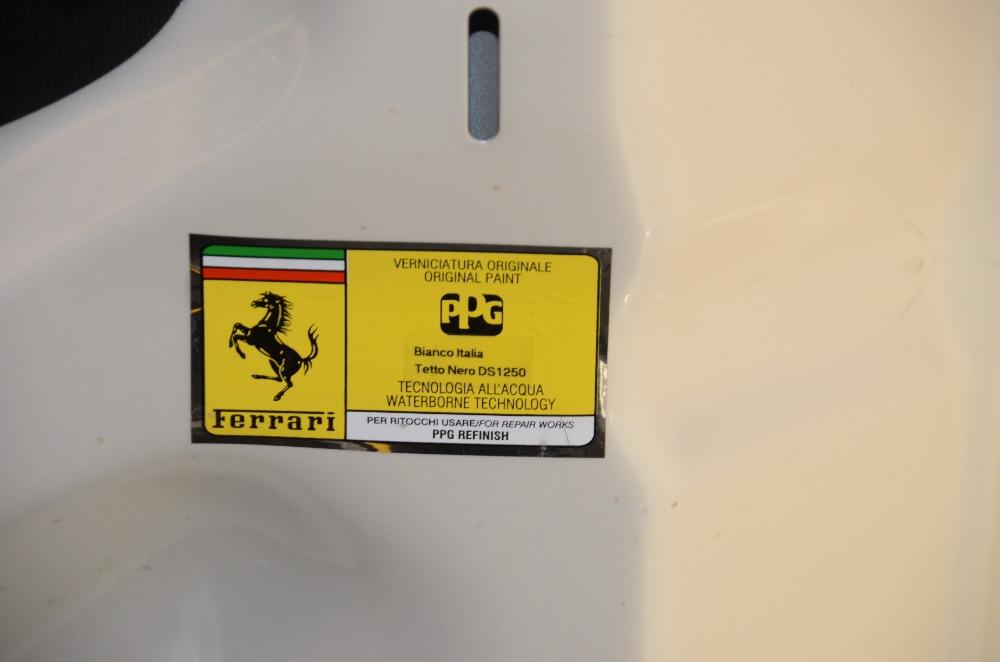 Ferrari
VERNICIATURA ORIGINALE
ORIGINAL PAINT
PPG
Bianco Italia
Tetto Nero DS1250
TECNOLOGIA ALL'ACQUA
WATERBORNE TECHNOLOGY
PER RITOCCHI USARE/FOR REPAIR WORKS
PPG REFINISH